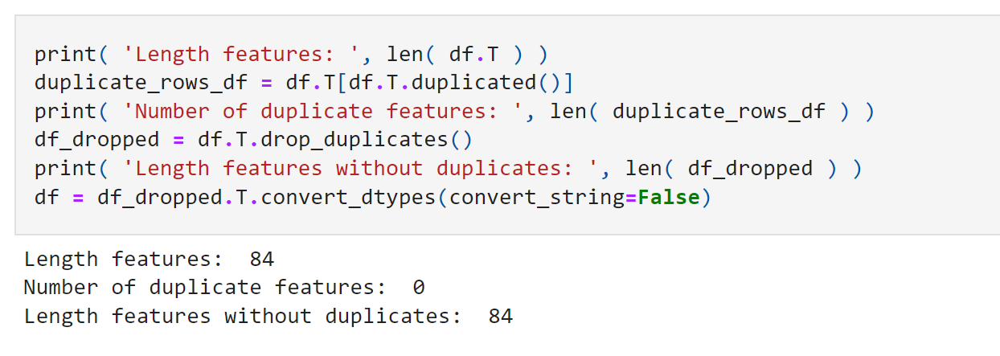 print( 'Length features: ', len( df.T ) )
duplicate_rows_df = df.T[df.T.duplicated()]
print( 'Number of duplicate features: ', len( duplicate_rows_df ) )
df_dropped = df.T.drop_duplicates()
print( 'Length features without duplicates: ', len( df_dropped ) )
df = df_dropped.T.convert_dtypes(convert_string=False)
Length features:  84
Number of duplicate features:  0
Length features without duplicates:  84